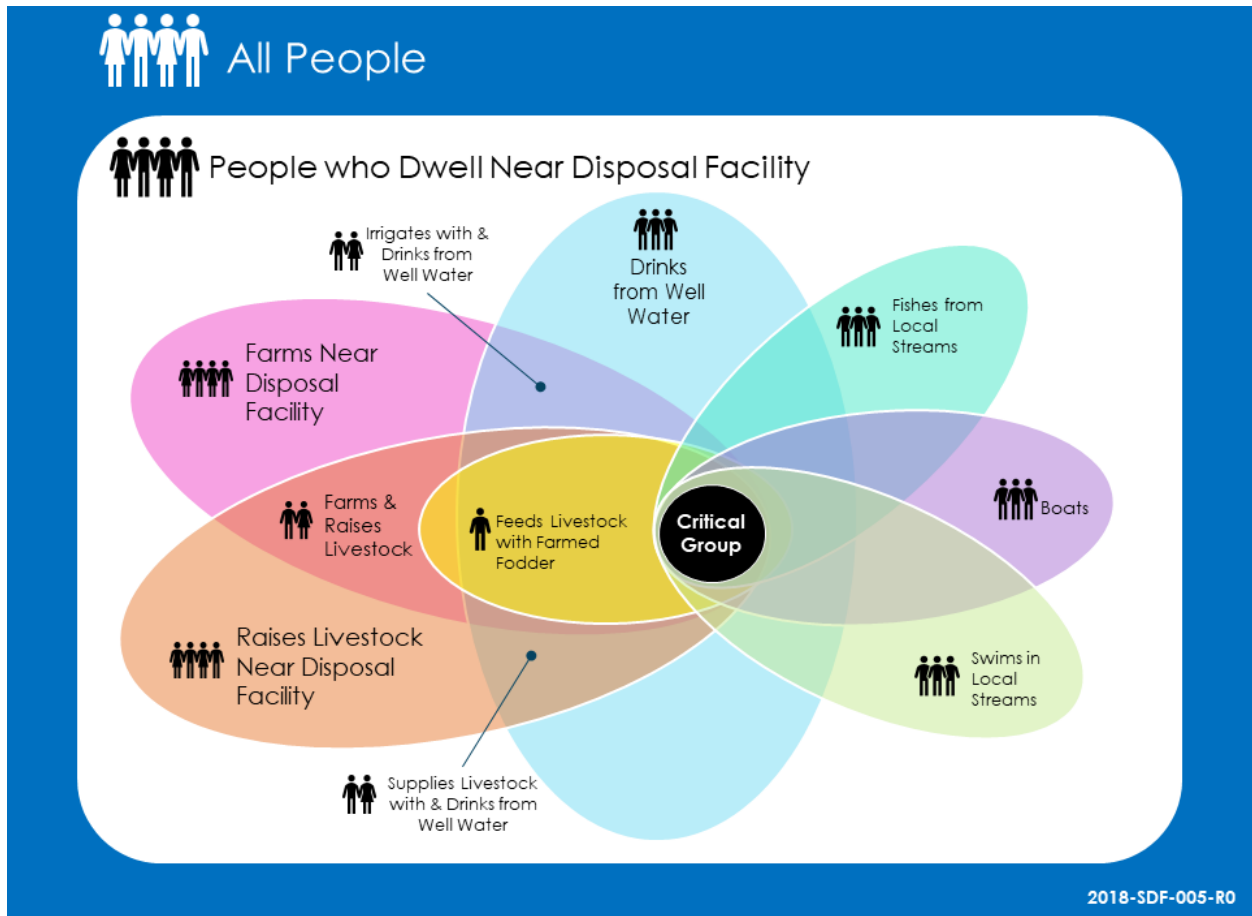 All People
People who Dwell Near Disposal Facility
Irrigates with &
Drinks from
Well Water
Drinks
from Well
Water
Fishes from
Local
Streams
Farms Near
Disposal
Facility
Boats
Farms &
Raises
Livestock
Feeds Livestock
with Farmed
Fodder
Critical
Group
Raises Livestock
Near Disposal
Facility
Swims in
Local
Streams
Supplies Livestock
with & Drinks from
Well Water
2018-SDF-005-R0